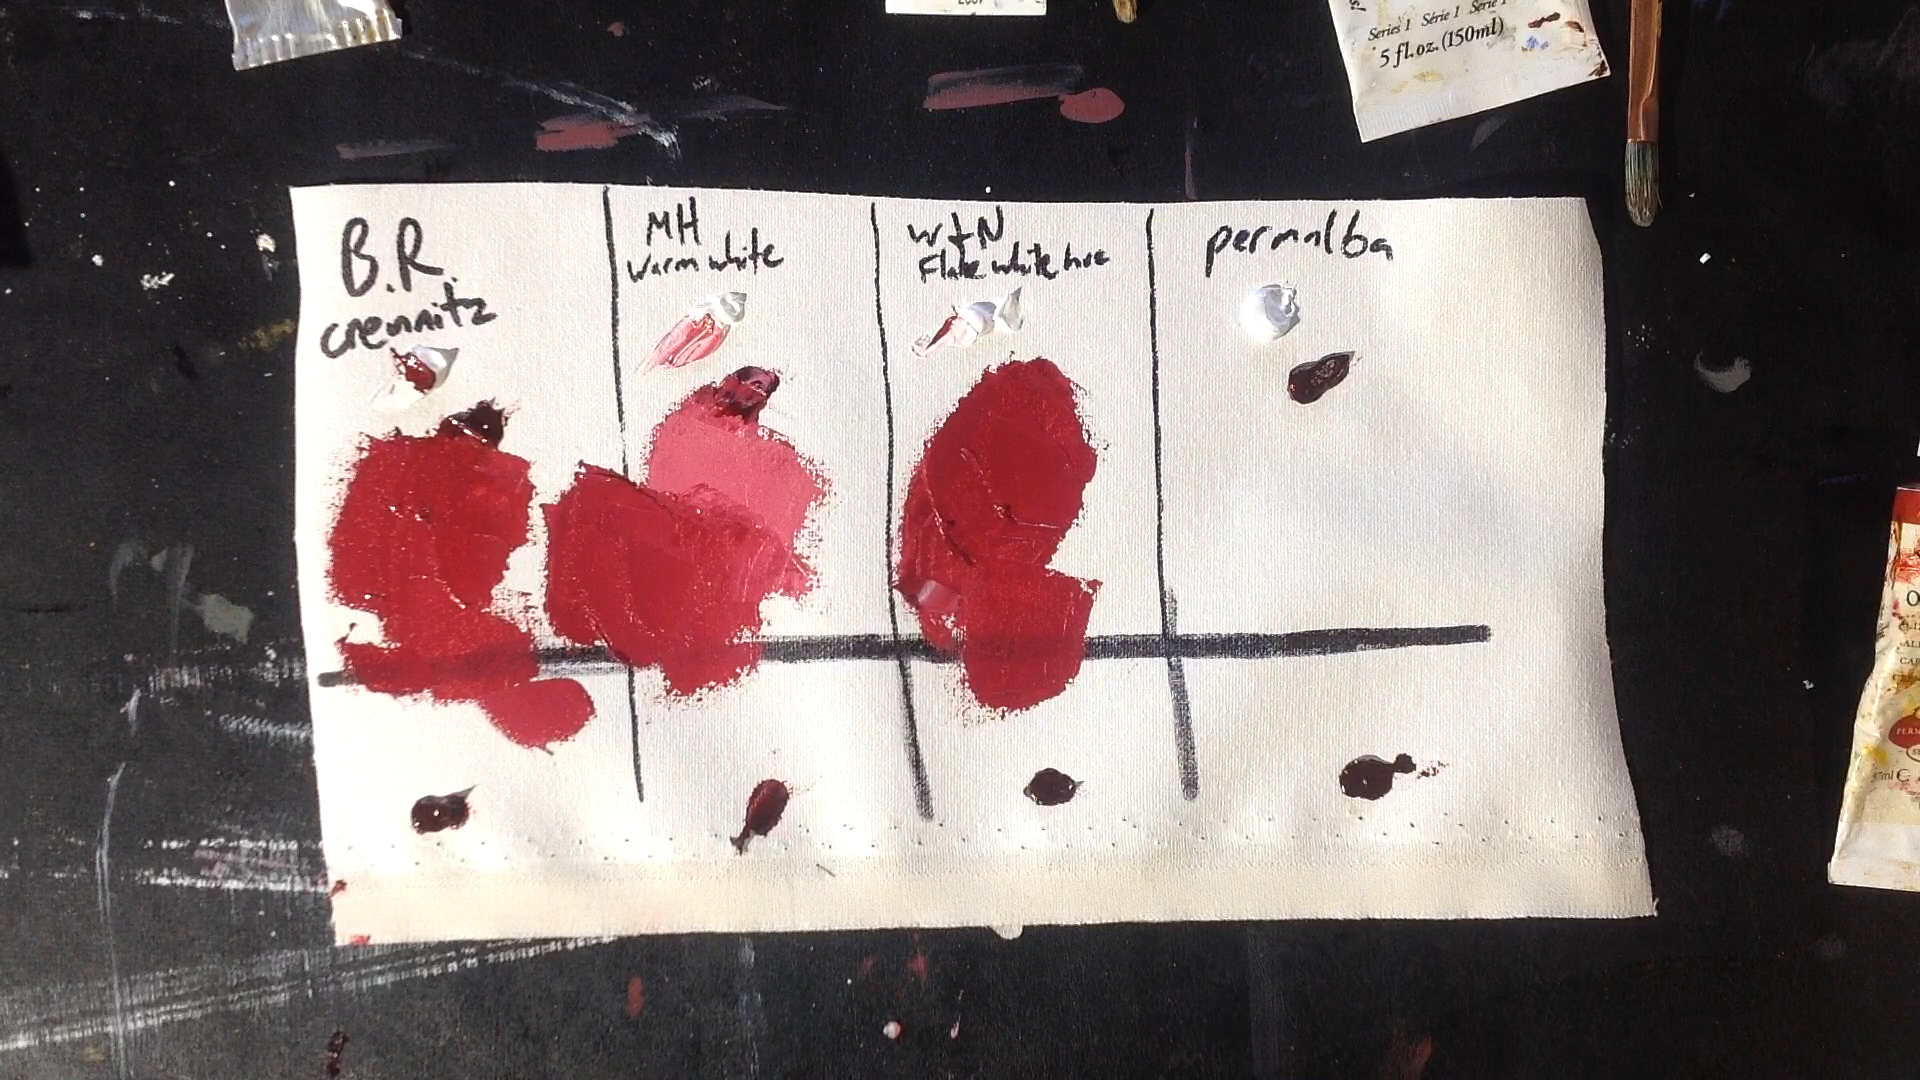 Series 1 Série 1 Serie 1
5 fl.oz. (150ml)
B.R.
cremnitz
MH
Warm white
W+N
Flake white hue
permalba